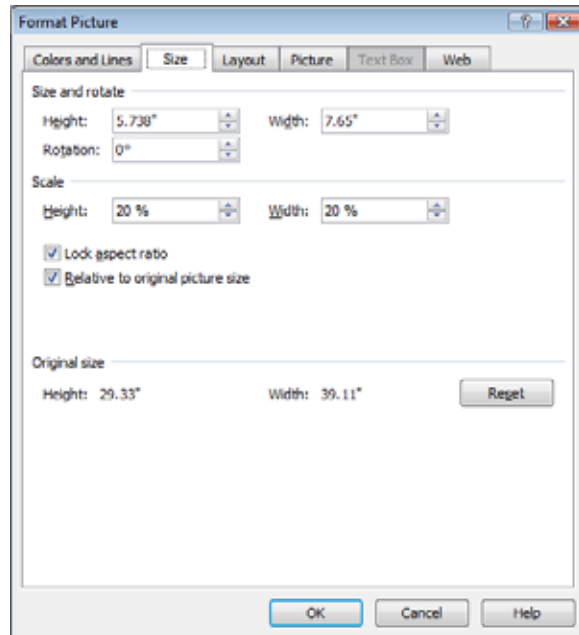 Format Picture
Colors and Lines Size Layout Picture Text Box Web
Size and rotate
Height: 5.738" Width: 7.65"
Rotation: 0°
Scale
Height: 20 % Width: 20 %
Lock aspect ratio
Relative to original picture size
Original size
Height: 29.33" Width: 39.11" Reset
OK Cancel Help